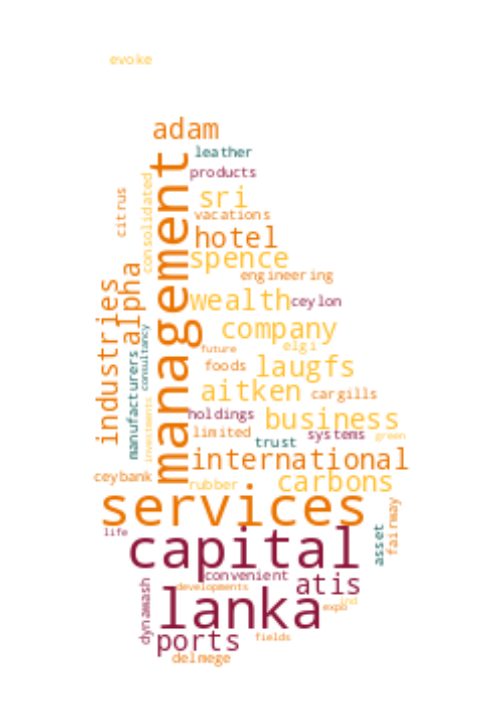 evoke
adam
leather
products
management
consolidated
citrus
sri
vacations
hotel
spence
engineering
alpha
industries
wealth
ceylon
company
manufacturers
consultancy
future
elgi
foods
laugfs
aitken
cargills
investments
holdings
business
limited
trust
systems
green
international
ceybank
rubber
carbons
services
fairway
asset
life
capital
convenient
atis
dynawash
developments
lanka
expo
ind
ports
fields
delmege